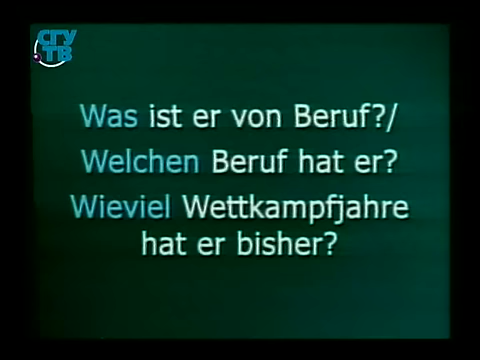 СГУ
ТВ
Was ist er von Beruf?/
Welchen Beruf hat er?
Wieviel Wettkampfjahre
hat er bisher?